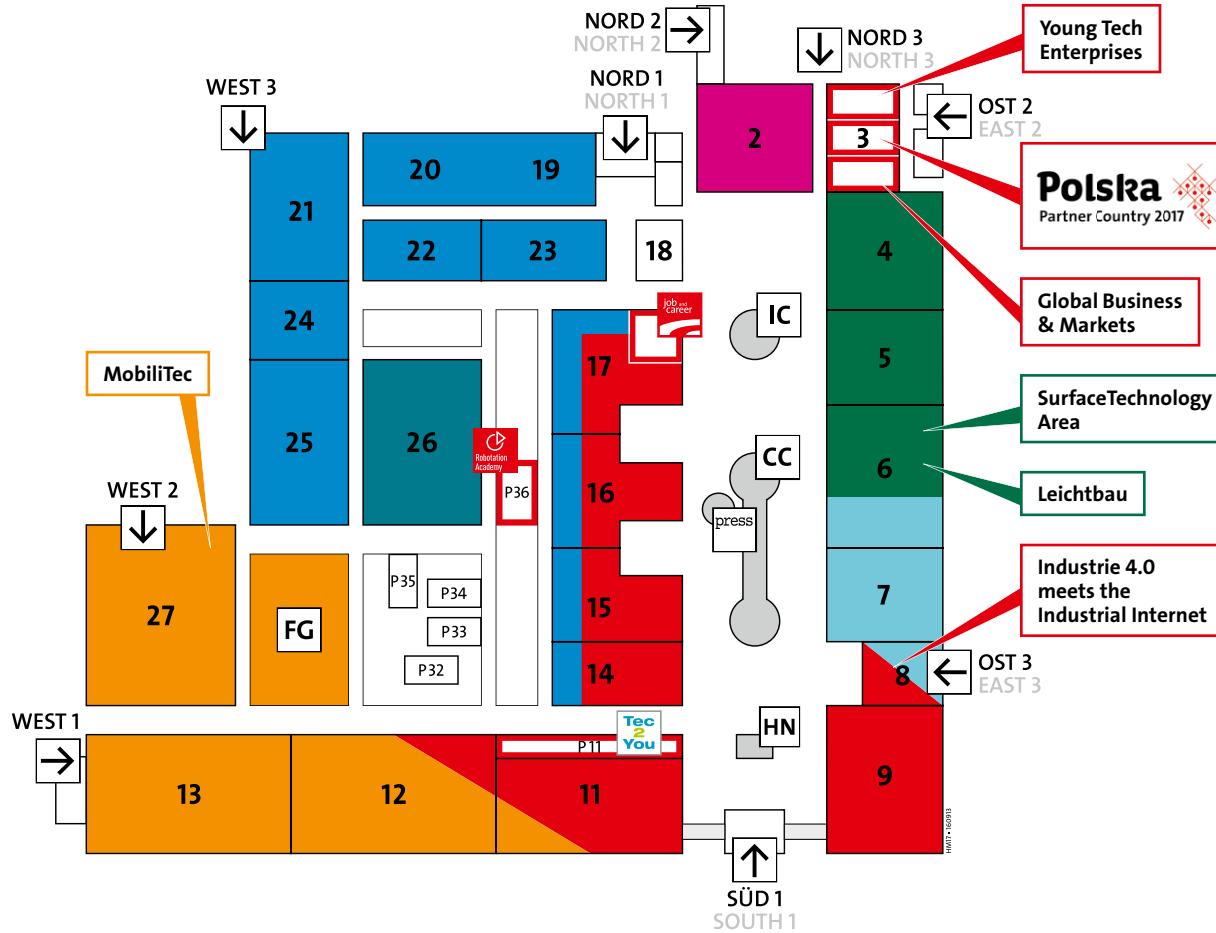 NORD 2
NORTH 2
NORD 3
NORTH 3
Young Tech
Enterprises
WEST 3
NORD 1
NORTH 1
OST 2
EAST 2
2
3
20
19
21
Polska
Partner Country 2017
22
23
18
4
job and
career
IC
Global Business
& Markets
24
17
5
MobiliTec
SurfaceTechnology
Area
25
26
Robotation
Academy
CC
6
P36
16
Leichtbau
WEST 2
press
P35
P34
Industrie 4.0
meets the
Industrial Internet
27
FG
P33
15
7
P32
14
8
OST 3
EAST 3
WEST 1
Tec
2
You
P11
HN
13
12
11
9
HM17 • 160913
SÜD 1
SOUTH 1